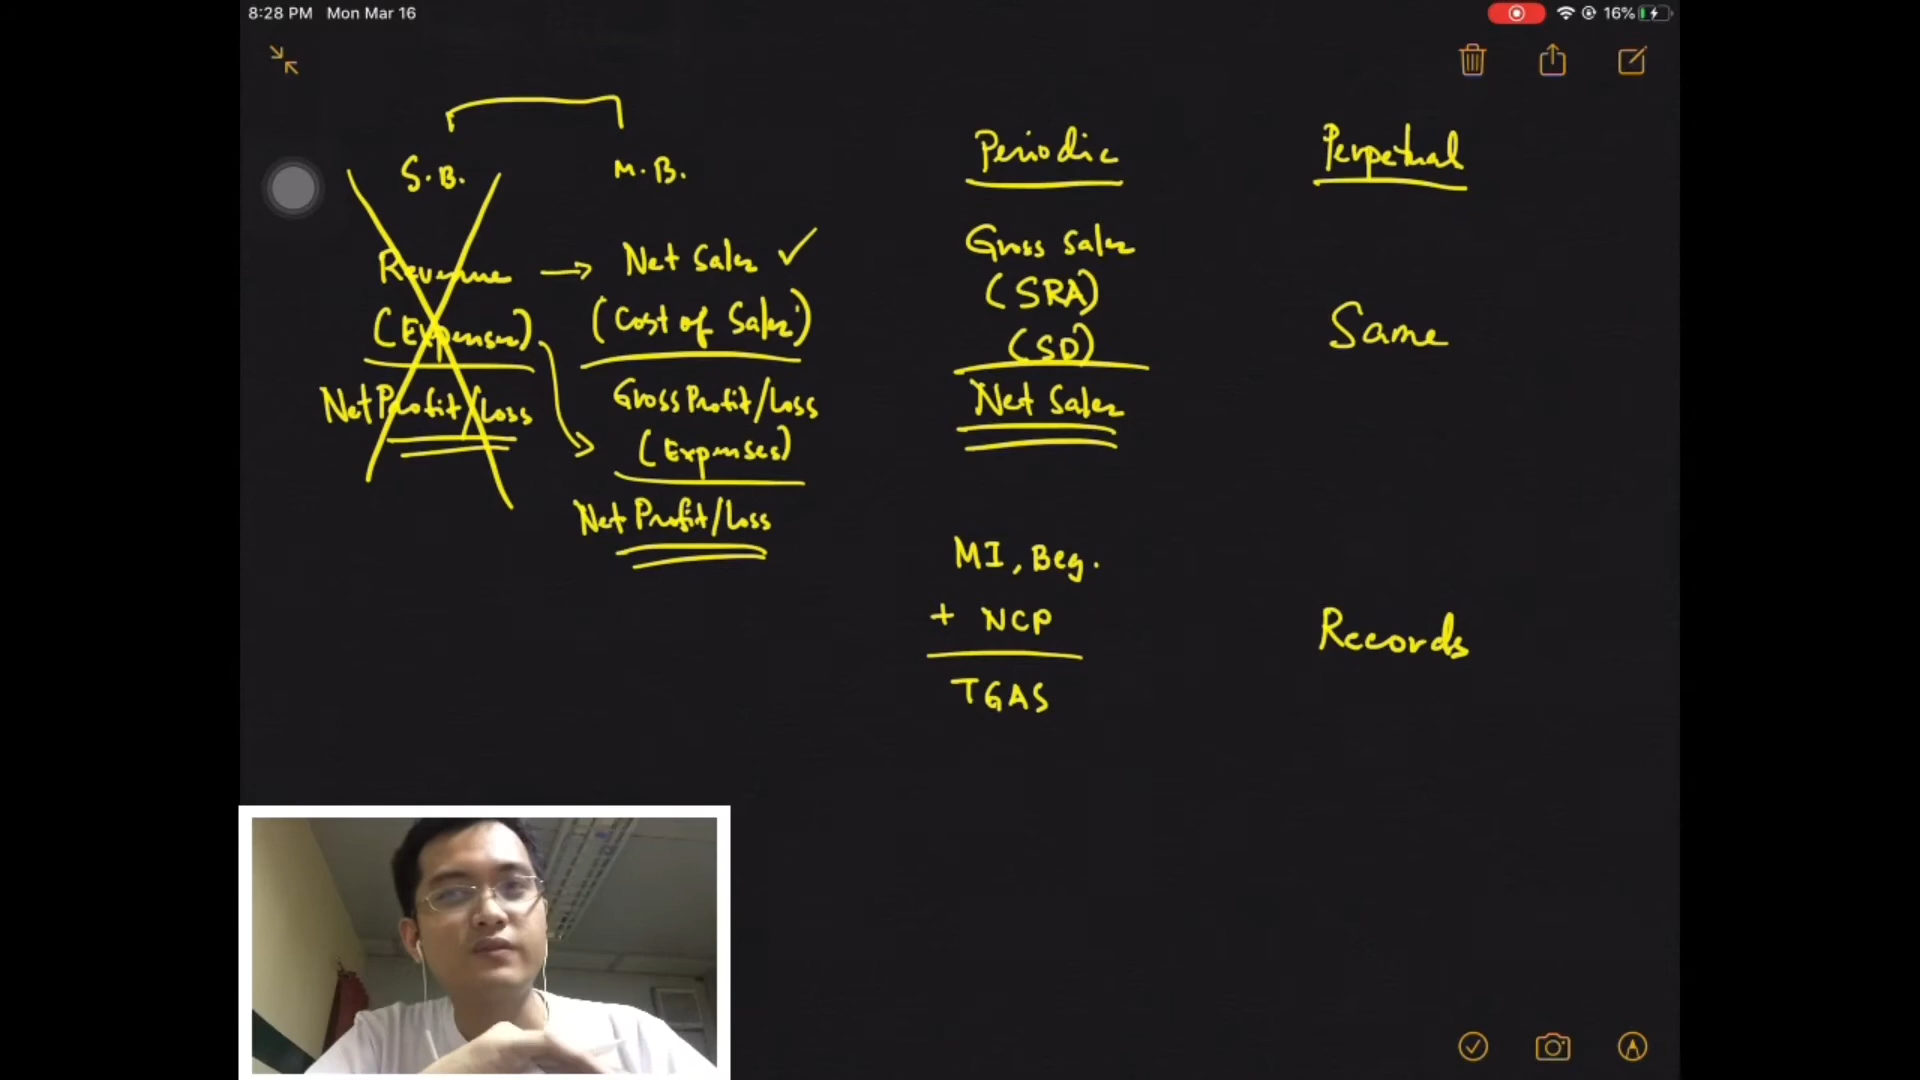 8:28 PM Mon Mar 16
16%
S.B.
M.B.
Revenue → Net Sales ✓
(Expenses)
(Cost of Sales)
Net Profit/Loss
Gross Profit/Loss
(Expenses)
Net Profit/Loss
Periodic
Gross Sales
(SRA)
(SD)
Net Sales
MI, Beg.
+ NCP
TGAS
Perpetual
Same
Records